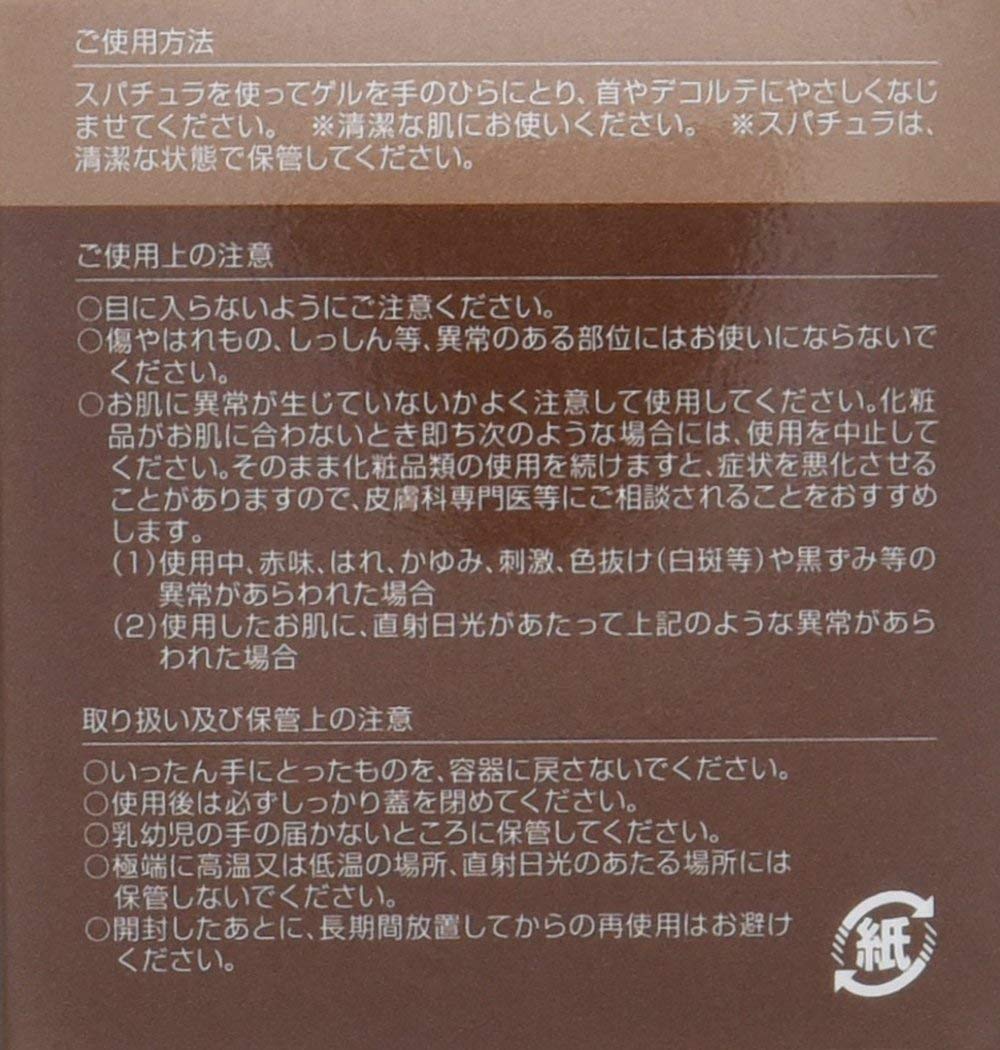 ご使用方法
スパチュラを使ってゲルを手のひらにとり、首やデコルテにやさしくなじ
ませてください。　※清潔な肌にお使いください。　※スパチュラは、
清潔な状態で保管してください。
ご使用上の注意
○目に入らないようにご注意ください。
○傷やはれもの、しっしん等、異常のある部位にはお使いにならないで
ください。
○お肌に異常が生じていないかよく注意して使用してください。化粧
品がお肌に合わないとき即ち次のような場合には、使用を中止して
ください。そのまま化粧品類の使用を続けますと、症状を悪化させる
ことがありますので、皮膚科専門医等にご相談されることをおすすめ
します。
(1)使用中、赤味、はれ、かゆみ、刺激、色抜け(白斑等)や黒ずみ等の
異常があらわれた場合
(2)使用したお肌に、直射日光があたって上記のような異常があら
われた場合
取り扱い及び保管上の注意
○いったん手にとったものを、容器に戻さないでください。
○使用後は必ずしっかり蓋を閉めてください。
○乳幼児の手の届かないところに保管してください。
○極端に高温又は低温の場所、直射日光のあたる場所には
保管しないでください。
○開封したあとに、長期間放置してからの再使用はお避け
ください。
紙